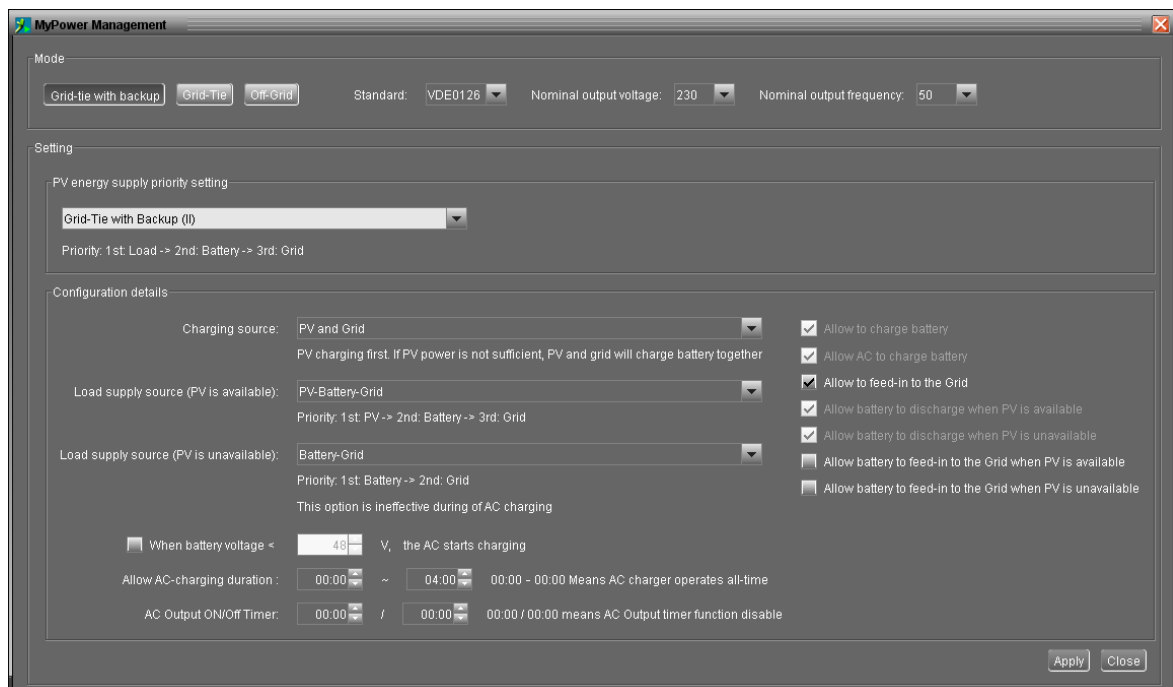 MyPower Management
Mode
Grid-tie with backup Grid-Tie Off-Grid Standard: VDE0126 Nominal output voltage: 230 Nominal output frequency: 50
Setting
PV energy supply priority setting
Grid-Tie with Backup (II)
Priority: 1st: Load -> 2nd: Battery -> 3rd: Grid
Configuration details
Charging source: PV and Grid
PV charging first. If PV power is not sufficient, PV and grid will charge battery together
Load supply source (PV is available): PV-Battery-Grid
Priority: 1st: PV -> 2nd: Battery -> 3rd: Grid
Load supply source (PV is unavailable): Battery-Grid
Priority: 1st: Battery -> 2nd: Grid
This option is ineffective during of AC charging
When battery voltage < 48 V, the AC starts charging
Allow AC-charging duration : 00:00 ~ 04:00 00:00 - 00:00 Means AC charger operates all-time
AC Output ON/Off Timer: 00:00 / 00:00 00:00 / 00:00 means AC Output timer function disable
Allow to charge battery
Allow AC to charge battery
Allow to feed-in to the Grid
Allow battery to discharge when PV is available
Allow battery to discharge when PV is unavailable
Allow battery to feed-in to the Grid when PV is available
Allow battery to feed-in to the Grid when PV is unavailable
Apply Close